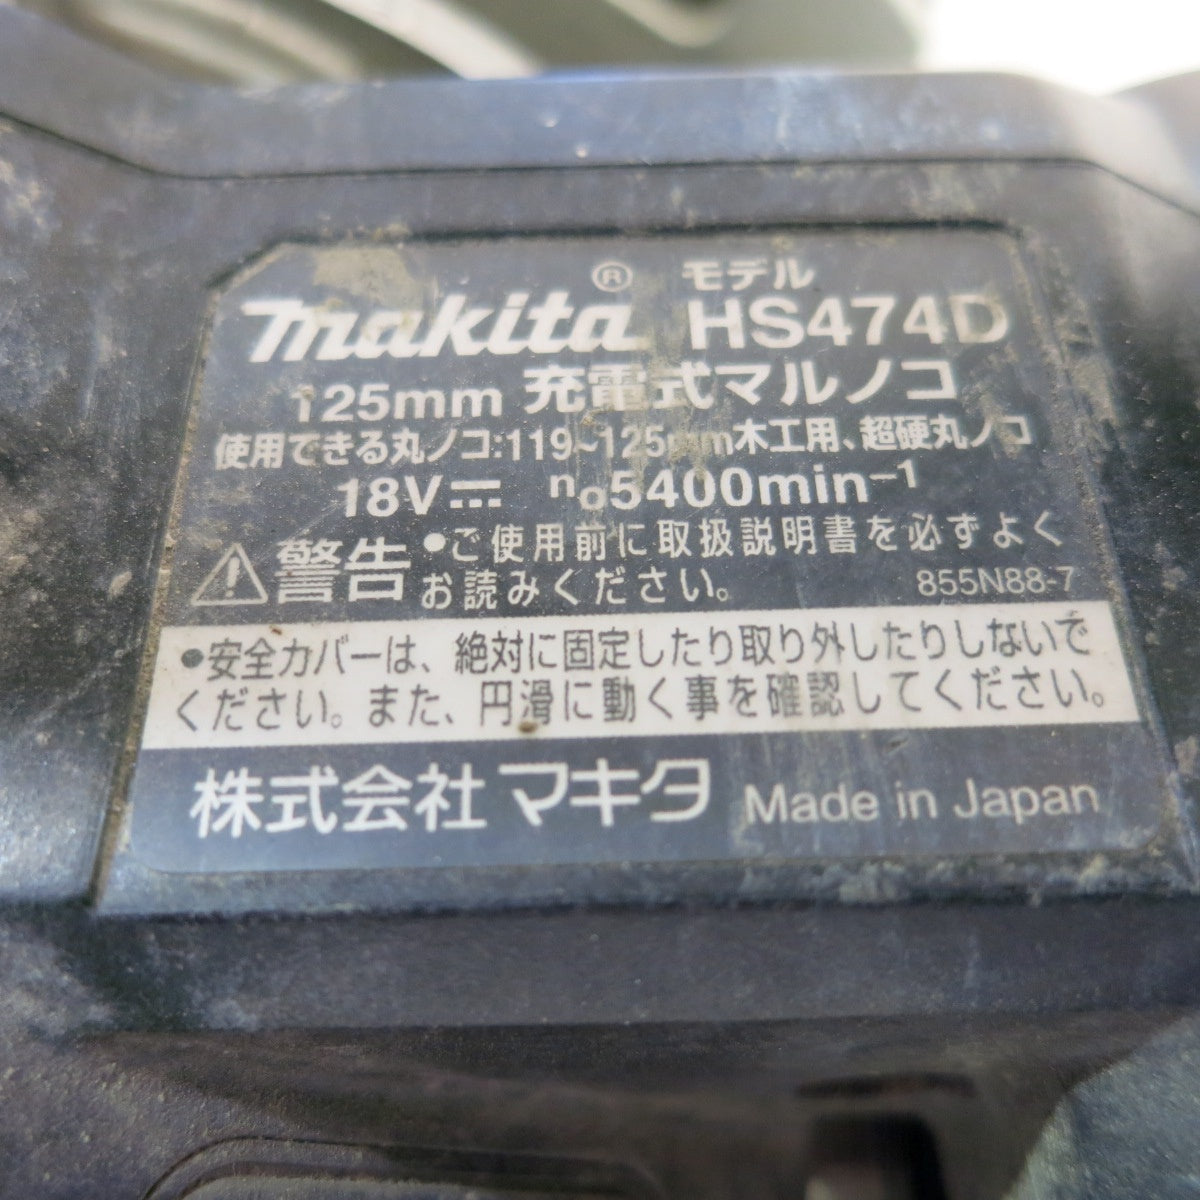 makita® モデル HS474D
125mm 充電式マルノコ
使用できる丸ノコ:119~125mm木工用、超硬丸ノコ
18V⎓ n₀5400min⁻¹
⚠警告 •ご使用前に取扱説明書を必ずよく
お読みください。 855N88-7
•安全カバーは、絶対に固定したり取り外したりしないで
ください。また、円滑に動く事を確認してください。
株式会社マキタ Made in Japan